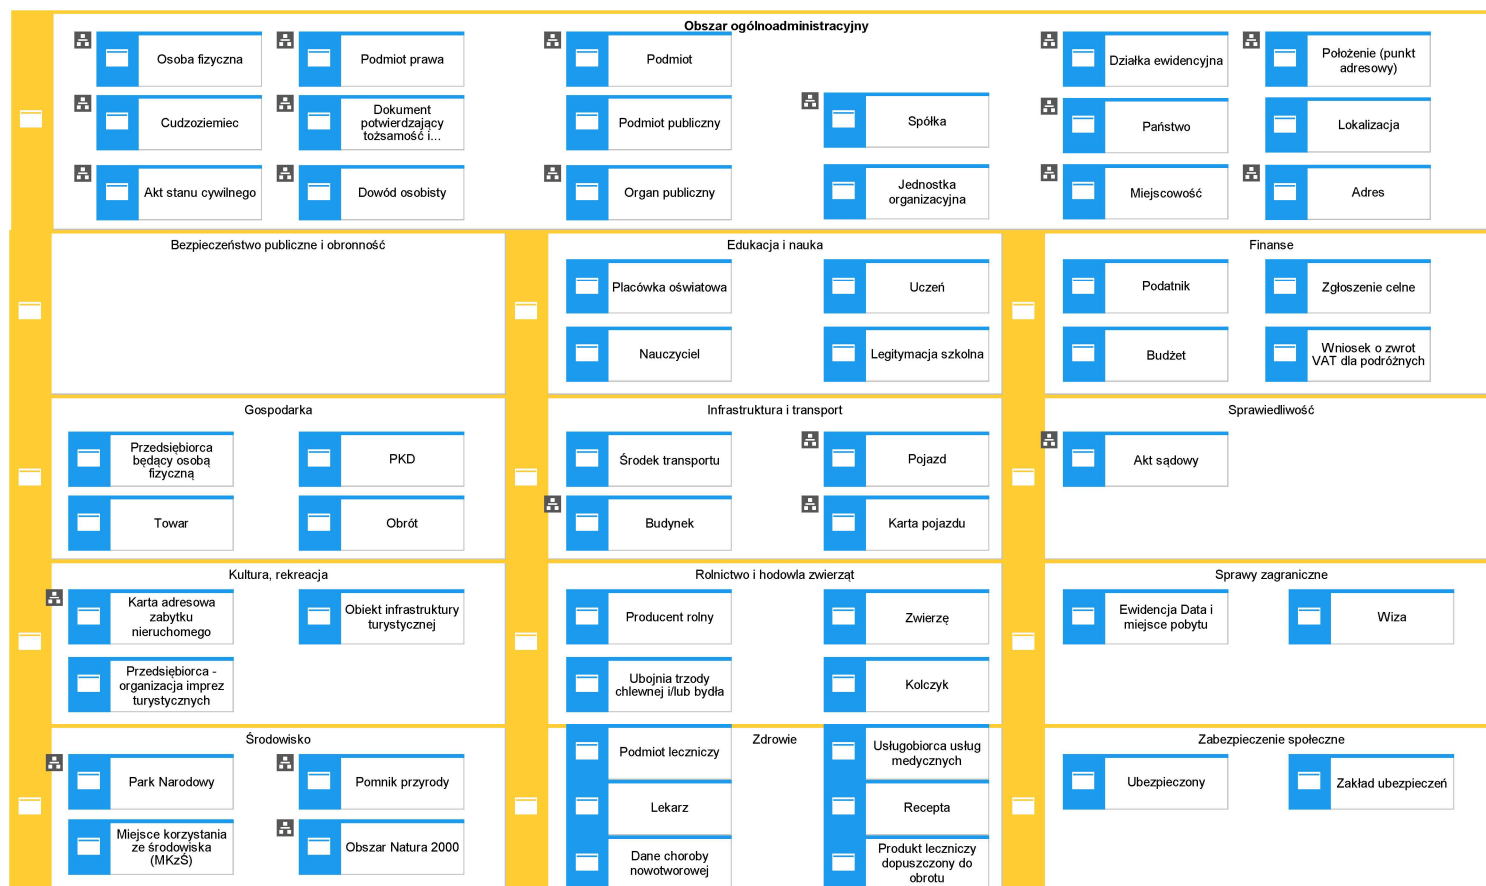 Obszar ogólnoadministracyjny
Osoba fizyczna
Podmiot prawa
Podmiot
Działka ewidencyjna
Położenie (punkt
adresowy)
Cudzoziemiec
Dokument
potwierdzający
tożsamość i...
Podmiot publiczny
Spółka
Państwo
Lokalizacja
Akt stanu cywilnego
Dowód osobisty
Organ publiczny
Jednostka
organizacyjna
Miejscowość
Adres
Bezpieczeństwo publiczne i obronność
Edukacja i nauka
Placówka oświatowa
Uczeń
Nauczyciel
Legitymacja szkolna
Finanse
Podatnik
Zgłoszenie celne
Budżet
Wniosek o zwrot
VAT dla podróżnych
Gospodarka
Przedsiębiorca
będący osobą
fizyczną
PKD
Towar
Obrót
Infrastruktura i transport
Środek transportu
Pojazd
Budynek
Karta pojazdu
Sprawiedliwość
Akt sądowy
Kultura, rekreacja
Karta adresowa
zabytku
nieruchomego
Obiekt infrastruktury
turystycznej
Przedsiębiorca -
organizacja imprez
turystycznych
Rolnictwo i hodowla zwierząt
Producent rolny
Zwierzę
Ubojnia trzody
chlewnej i/lub bydła
Kolczyk
Sprawy zagraniczne
Ewidencja Data i
miejsce pobytu
Wiza
Środowisko
Park Narodowy
Pomnik przyrody
Miejsce korzystania
ze środowiska
(MKzŚ)
Obszar Natura 2000
Zdrowie
Podmiot leczniczy
Usługobiorca usług
medycznych
Lekarz
Recepta
Dane choroby
nowotworowej
Produkt leczniczy
dopuszczony do
obrotu
Zabezpieczenie społeczne
Ubezpieczony
Zakład ubezpieczeń